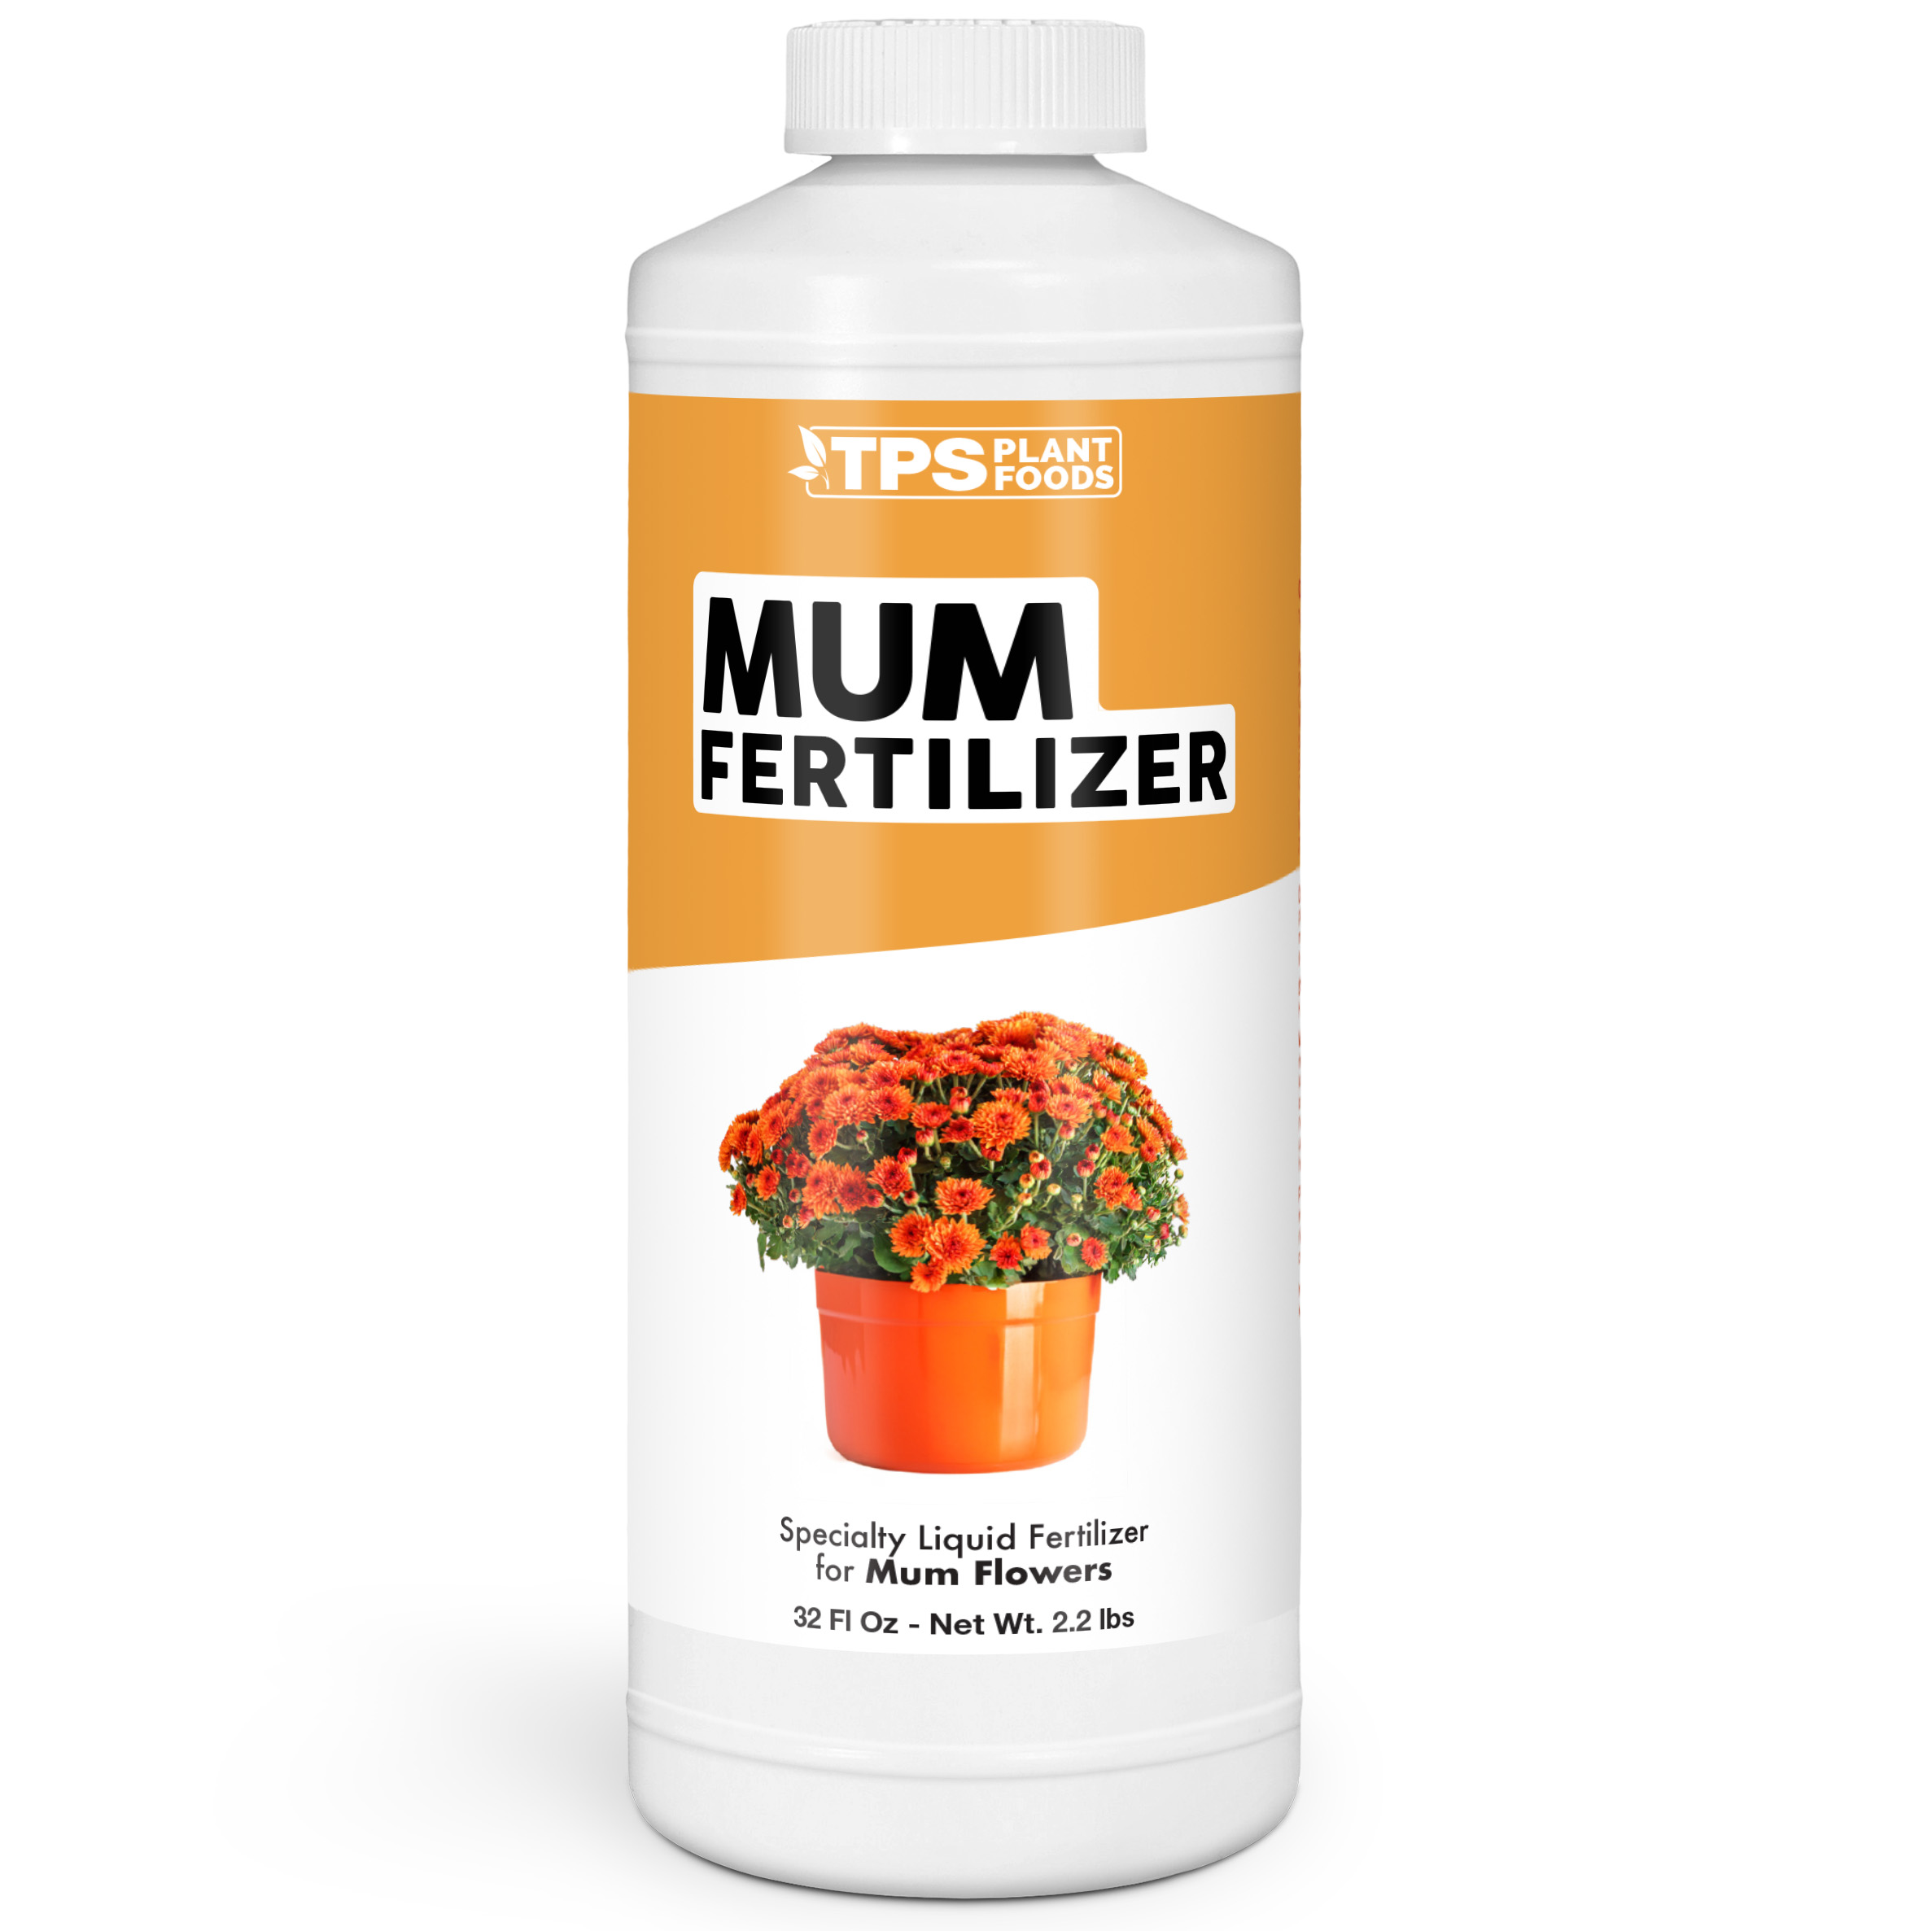 TPS PLANT
FOODS
MUM
FERTILIZER
Specialty Liquid Fertilizer
for Mum Flowers
32 Fl Oz - Net Wt. 2.2 lbs